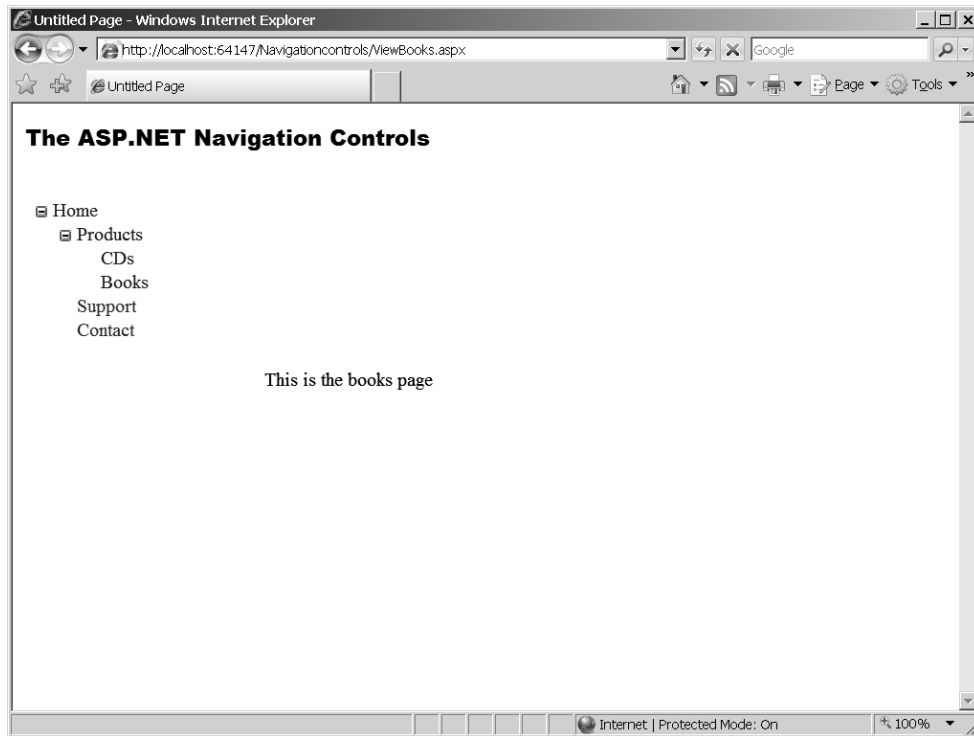 Untitled Page - Windows Internet Explorer
http://localhost:64147/Navigationcontrols/ViewBooks.aspx
Google
Untitled Page
Page
Tools
»
The ASP.NET Navigation Controls
Home
Products
CDs
Books
Support
Contact
This is the books page
Internet | Protected Mode: On
100%